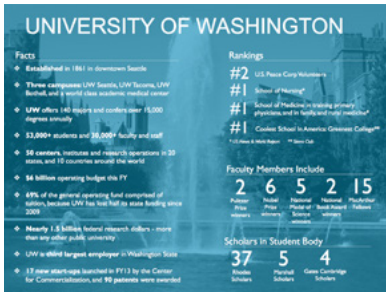 UNIVERSITY OF WASHINGTON
Facts
Established in 1861 in downtown Seattle
Three campuses: UW Seattle, UW Tacoma, UW
Bothell, and a world class academic medical center
UW offers 140 majors and confers over 15,000
degrees annually
53,000+ students and 30,000+ faculty and staff
50 centers, institutes and research operations in 20
states, and 10 countries around the world
$6 billion operating budget this FY
69% of the general operating fund comprised of
tuition, because UW has lost half its state funding since
2009
Nearly 1.5 billion federal research dollars - more
than any other public university
UW is third largest employer in Washington State
17 new start-ups launched in FY13 by the Center
for Commercialization, and 90 patents were awarded
Rankings
#2 U.S. Peace Corp Volunteers
#1 School of Nursing*
#1 School of Medicine in training primary
physicians, and in family, and rural medicine*
#1 Coolest School in America: Greenest College**
* US News & World Report ** Sierra Club
Faculty Members Include
2 6 5 2 15
Pulitzer Prize winners
Nobel Prize winners
National Medal of Science winners
National Book Award winners
MacArthur Fellows
Scholars in Student Body
37 5 4
Rhodes Scholars
Marshall Scholars
Gates Cambridge Scholars